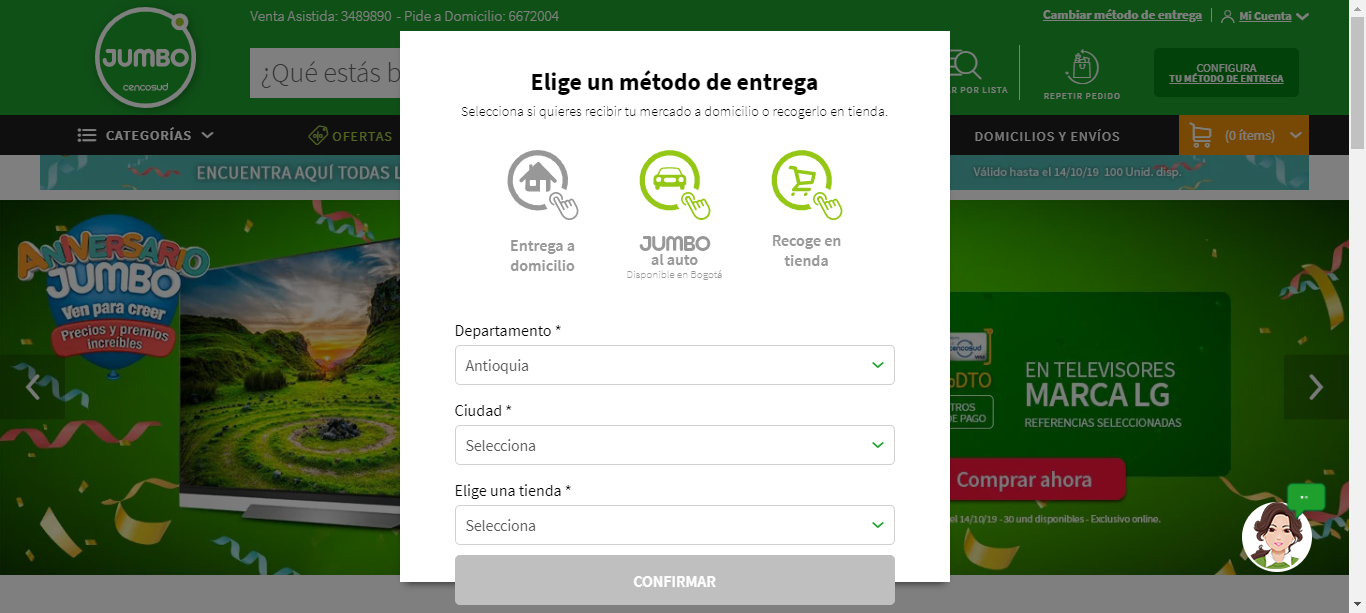 Venta Asistida: 3489890 - Pide a Domicilio: 6672004
Cambiar método de entrega
Mi Cuenta
JUMBO
cencosud
¿Qué estás
R POR LISTA
REPETIR PEDIDO
CONFIGURA
TU MÉTODO DE ENTREGA
CATEGORÍAS
OFERTAS
DOMICILIOS Y ENVÍOS
(0 ítems)
ENCUENTRA AQUÍ TODAS L
Válido hasta el 14/10/19 100 Unid. disp.
Elige un método de entrega
Selecciona si quieres recibir tu mercado a domicilio o recogerlo en tienda.
Entrega a
domicilio
JUMBO
al auto
Disponible en Bogotá
Recoge en
tienda
Departamento *
Antioquia
Ciudad *
Selecciona
Elige una tienda *
Selecciona
CONFIRMAR
ANIVERSARIO
JUMBO
Ven para creer
Precios y premios
increíbles
cencosud
DTO
TROS
DE PAGO
EN TELEVISORES
MARCA LG
REFERENCIAS SELECCIONADAS
Comprar ahora
el 14/10/19 -30 und disponibles - Exclusivo online.